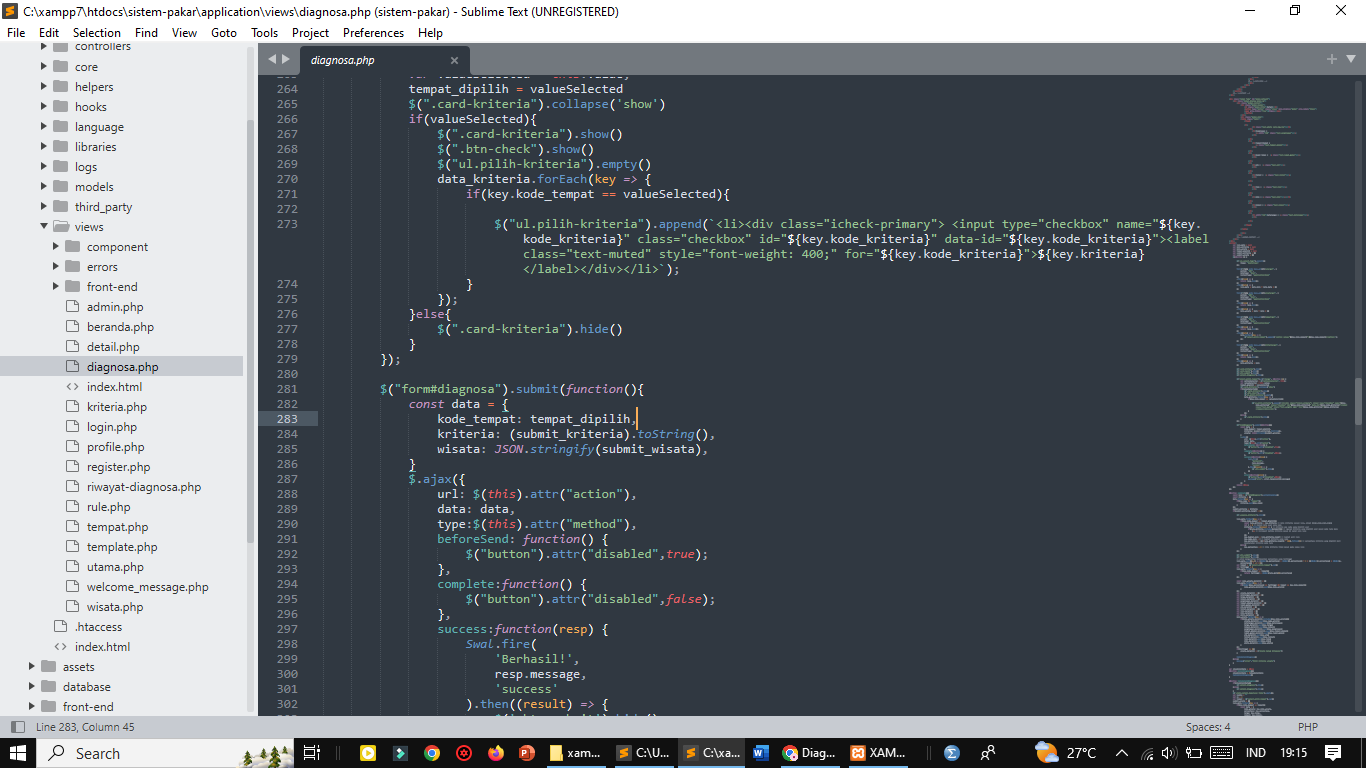 C:\xampp7\htdocs\sistem-pakar\application\views\diagnosa.php (sistem-pakar) - Sublime Text (UNREGISTERED)
File Edit Selection Find View Goto Tools Project Preferences Help
controllers
core
helpers
hooks
language
libraries
logs
models
third_party
views
component
errors
front-end
admin.php
beranda.php
detail.php
diagnosa.php
index.html
kriteria.php
login.php
profile.php
register.php
riwayat-diagnosa.php
rule.php
tempat.php
template.php
utama.php
welcome_message.php
wisata.php
.htaccess
index.html
assets
database
front-end
diagnosa.php
264 tempat_dipilih = valueSelected
265 $(".card-kriteria").collapse('show')
266 if(valueSelected){
267 $(".card-kriteria").show()
268 $(".btn-check").show()
269 $("ul.pilih-kriteria").empty()
270 data_kriteria.forEach(key => {
271 if(key.kode_tempat == valueSelected){
272
273 $("ul.pilih-kriteria").append(`<li><div class="icheck-primary"> <input type="checkbox" name="${key.
kode_kriteria}" class="checkbox" id="${key.kode_kriteria}" data-id="${key.kode_kriteria}"><label
class="text-muted" style="font-weight: 400;" for="${key.kode_kriteria}">${key.kriteria}
</label></div></li>`);
274 }
275 });
276 }else{
277 $(".card-kriteria").hide()
278 }
279 });
280
281 $("form#diagnosa").submit(function(){
282 const data = {
283 kode_tempat: tempat_dipilih,
284 kriteria: (submit_kriteria).toString(),
285 wisata: JSON.stringify(submit_wisata),
286 }
287 $.ajax({
288 url: $(this).attr("action"),
289 data: data,
290 type:$(this).attr("method"),
291 beforeSend: function() {
292 $("button").attr("disabled",true);
293 },
294 complete:function() {
295 $("button").attr("disabled",false);
296 },
297 success:function(resp) {
298 Swal.fire(
299 'Berhasil!',
300 resp.message,
301 'success'
302 ).then((result) => {
Line 283, Column 45
Spaces: 4 PHP
Search
xam... C:\U... C:\xa... Diag... XAM... 27°C IND 19:15